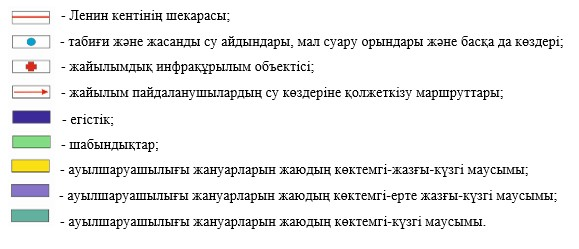 - Ленин кентінің шекарасы;
- табиғи және жасанды су айдындары, мал суару орындары және басқа да көздері;
- жайылымдық инфрақұрылым объектісі;
- жайылым пайдаланушылардың су көздеріне қолжеткізу маршруттары;
- егістік;
- шабындықтар;
- ауылшаруашылығы жануарларын жаюдың көктемгі-жазғы-күзгі маусымы;
- ауылшаруашылығы жануарларын жаюдың көктемгі-ерте жазғы-күзгі маусымы;
- ауылшаруашылығы жануарларын жаюдың көктемгі-күзгі маусымы.